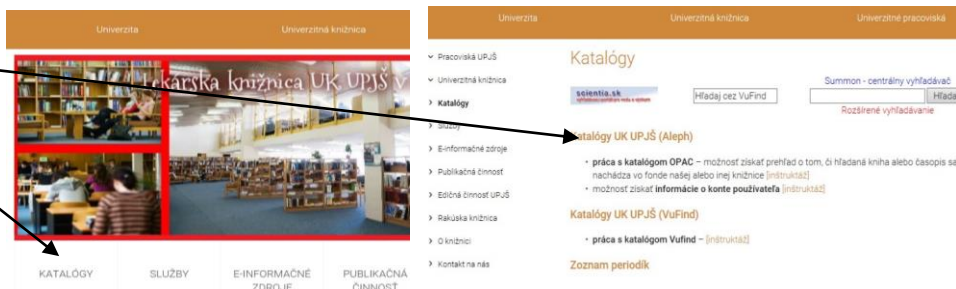 Univerzita
Univerzitná knižnica
Lekárska knižnica UK UPJŠ v
KATALÓGY
SLUŽBY
E-INFORMAČNÉ
ZDROJE
PUBLIKAČNÁ
ČINNOSŤ
Univerzita
Univerzitná knižnica
Univerzitné pracoviská
Pracoviská UPJŠ
Univerzitná knižnica
Katalógy
Služby
E-informačné zdroje
Publikačná činnosť
Edičná činnosť UPJŠ
Rakúska knižnica
O knižnici
Kontakt na nás
Katalógy
scientia.sk
Hľadaj cez VuFind
Summon - centrálny vyhľadávač
Hľada
Rozšírené vyhľadávanie
Katalógy UK UPJŠ (Aleph)
práca s katalógom OPAC – možnosť získať prehľad o tom, či hľadaná kniha alebo časopis sa
nachádza vo fonde našej alebo inej knižnice [inštruktáž]
možnosť získať informácie o konte používateľa [inštruktáž]
Katalógy UK UPJŠ (VuFind)
práca s katalógom Vufind – [inštruktáž]
Zoznam periodík